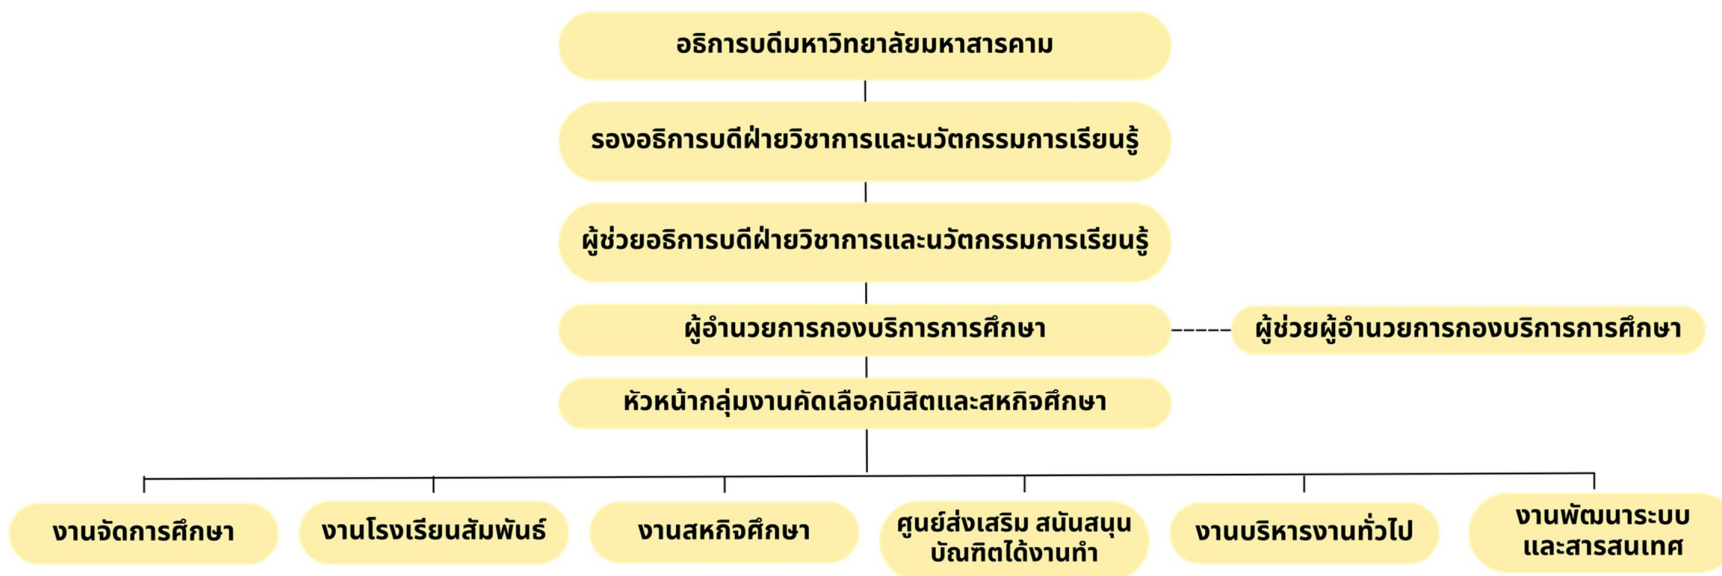 อธิการบดีมหาวิทยาลัยมหาสารคาม
รองอธิการบดีฝ่ายวิชาการและนวัตกรรมการเรียนรู้
ผู้ช่วยอธิการบดีฝ่ายวิชาการและนวัตกรรมการเรียนรู้
ผู้อำนวยการกองบริการการศึกษา
ผู้ช่วยผู้อำนวยการกองบริการการศึกษา
หัวหน้ากลุ่มงานคัดเลือกนิสิตและสหกิจศึกษา
งานจัดการศึกษา
งานโรงเรียนสัมพันธ์
งานสหกิจศึกษา
ศูนย์ส่งเสริม สนันสนุน
บัณฑิตได้งานทำ
งานบริหารงานทั่วไป
งานพัฒนาระบบ
และสารสนเทศ